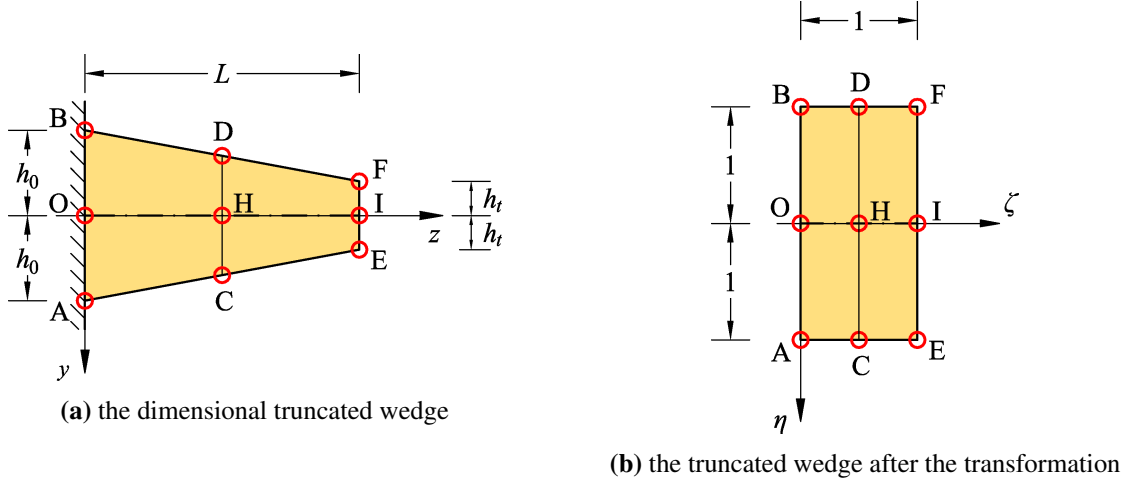 L
B
D
F
h₀
hₜ
O
H
I
z
hₜ
h₀
E
A
C
y
(a) the dimensional truncated wedge
1
B
D
F
1
O
H
I
ζ
1
A
C
E
η
(b) the truncated wedge after the transformation